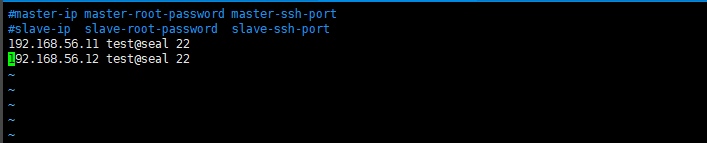 #master-ip master-root-password master-ssh-port
#slave-ip  slave-root-password  slave-ssh-port
192.168.56.11 test@seal 22
192.168.56.12 test@seal 22
~
~
~
~
~